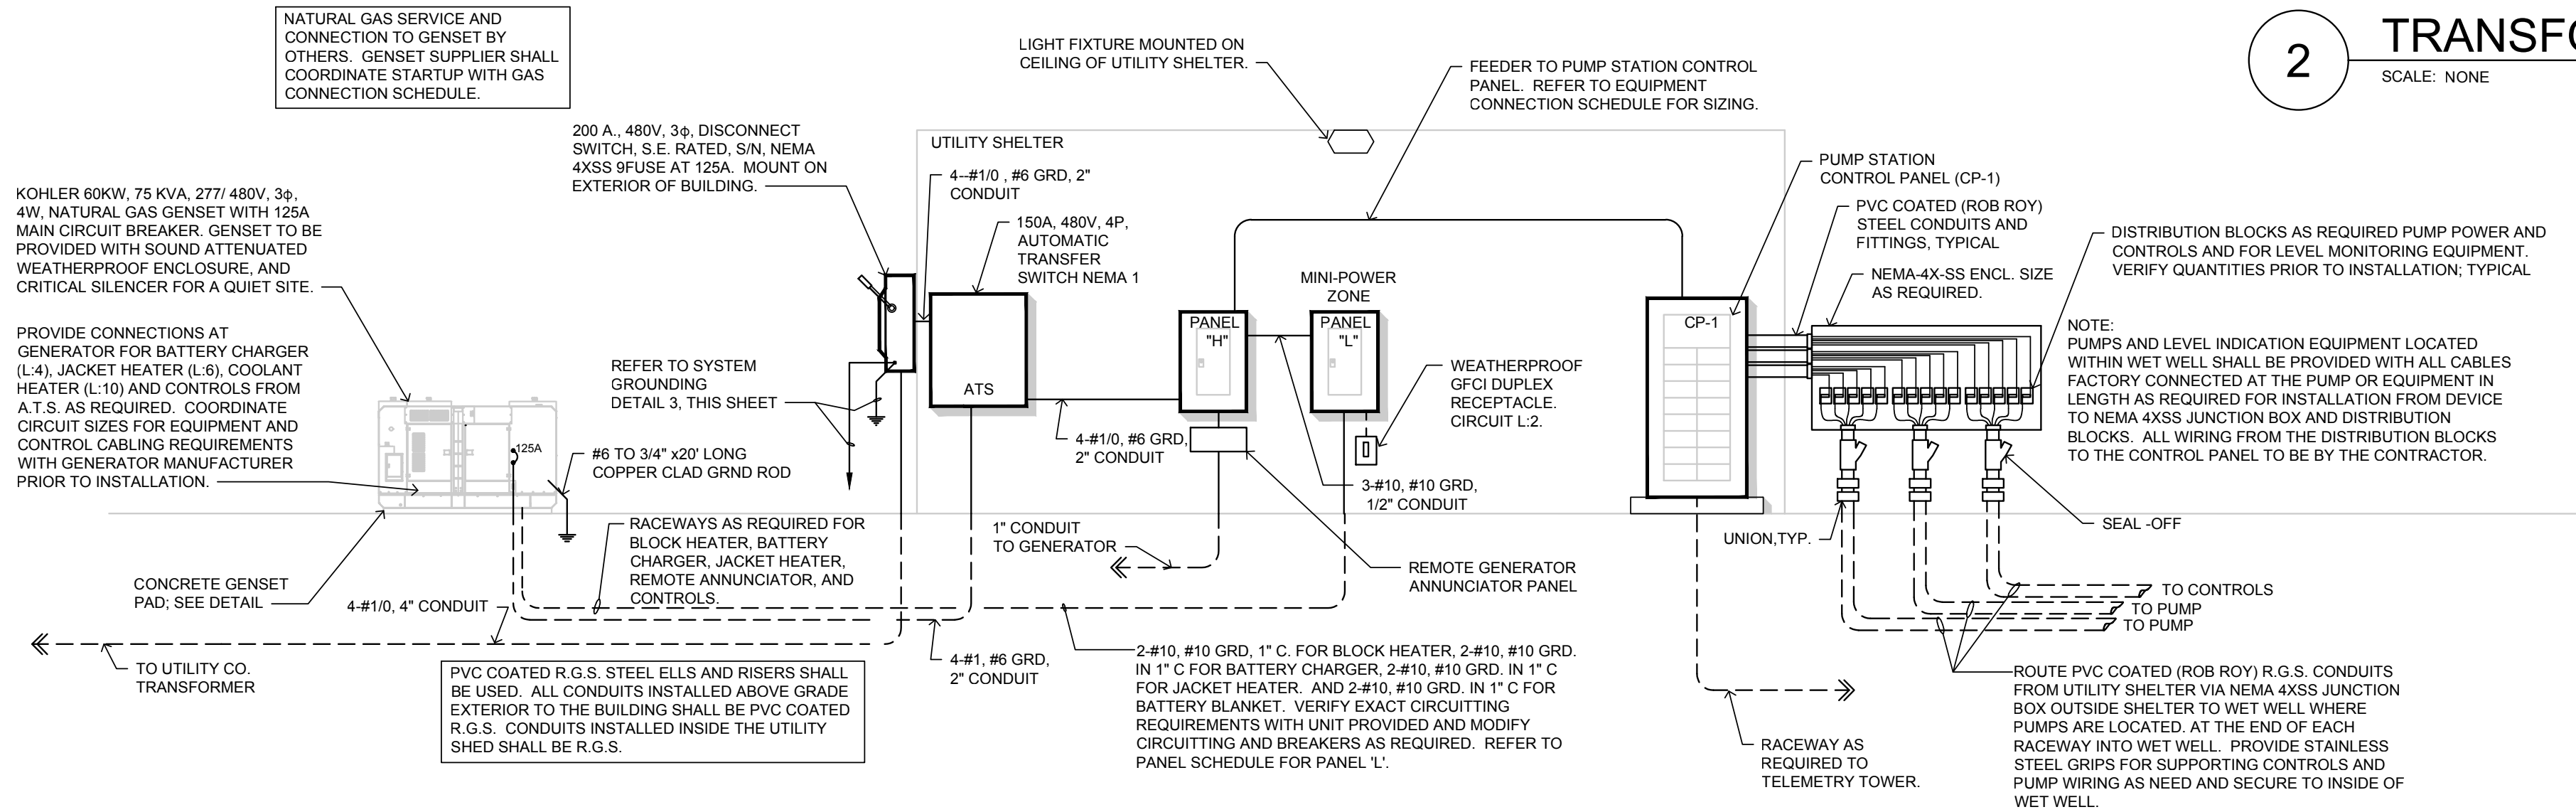 NATURAL GAS SERVICE AND
CONNECTION TO GENSET BY
OTHERS. GENSET SUPPLIER SHALL
COORDINATE STARTUP WITH GAS
CONNECTION SCHEDULE.
LIGHT FIXTURE MOUNTED ON
CEILING OF UTILITY SHELTER.
FEEDER TO PUMP STATION CONTROL
PANEL. REFER TO EQUIPMENT
CONNECTION SCHEDULE FOR SIZING.
2
SCALE: NONE
200 A., 480V, 3ϕ, DISCONNECT
SWITCH, S.E. RATED, S/N, NEMA
4XSS 9FUSE AT 125A. MOUNT ON
EXTERIOR OF BUILDING.
UTILITY SHELTER
4--#1/0 , #6 GRD, 2"
CONDUIT
150A, 480V, 4P,
AUTOMATIC
TRANSFER
SWITCH NEMA 1
KOHLER 60KW, 75 KVA, 277/ 480V, 3ϕ,
4W, NATURAL GAS GENSET WITH 125A
MAIN CIRCUIT BREAKER. GENSET TO BE
PROVIDED WITH SOUND ATTENUATED
WEATHERPROOF ENCLOSURE, AND
CRITICAL SILENCER FOR A QUIET SITE.
PROVIDE CONNECTIONS AT
GENERATOR FOR BATTERY CHARGER
(L:4), JACKET HEATER (L:6), COOLANT
HEATER (L:10) AND CONTROLS FROM
A.T.S. AS REQUIRED. COORDINATE
CIRCUIT SIZES FOR EQUIPMENT AND
CONTROL CABLING REQUIREMENTS
WITH GENERATOR MANUFACTURER
PRIOR TO INSTALLATION.
REFER TO SYSTEM
GROUNDING
DETAIL 3, THIS SHEET
125A
#6 TO 3/4" x20' LONG
COPPER CLAD GRND ROD
ATS
4-#1/0, #6 GRD,
2" CONDUIT
PANEL
"H"
MINI-POWER
ZONE
PANEL
"L"
WEATHERPROOF
GFCI DUPLEX
RECEPTACLE.
CIRCUIT L:2.
3-#10, #10 GRD,
1/2" CONDUIT
CP-1
PUMP STATION
CONTROL PANEL (CP-1)
PVC COATED (ROB ROY)
STEEL CONDUITS AND
FITTINGS, TYPICAL
NEMA-4X-SS ENCL. SIZE
AS REQUIRED.
DISTRIBUTION BLOCKS AS REQUIRED PUMP POWER AND
CONTROLS AND FOR LEVEL MONITORING EQUIPMENT.
VERIFY QUANTITIES PRIOR TO INSTALLATION; TYPICAL
NOTE:
PUMPS AND LEVEL INDICATION EQUIPMENT LOCATED
WITHIN WET WELL SHALL BE PROVIDED WITH ALL CABLES
FACTORY CONNECTED AT THE PUMP OR EQUIPMENT IN
LENGTH AS REQUIRED FOR INSTALLATION FROM DEVICE
TO NEMA 4XSS JUNCTION BOX AND DISTRIBUTION
BLOCKS. ALL WIRING FROM THE DISTRIBUTION BLOCKS
TO THE CONTROL PANEL TO BE BY THE CONTRACTOR.
CONCRETE GENSET
PAD; SEE DETAIL
RACEWAYS AS REQUIRED FOR
BLOCK HEATER, BATTERY
CHARGER, JACKET HEATER,
REMOTE ANNUNCIATOR, AND
CONTROLS.
1" CONDUIT
TO GENERATOR
REMOTE GENERATOR
ANNUNCIATOR PANEL
UNION,TYP.
SEAL -OFF
4-#1/0, 4" CONDUIT
TO CONTROLS
TO PUMP
TO PUMP
TO UTILITY CO.
TRANSFORMER
PVC COATED R.G.S. STEEL ELLS AND RISERS SHALL
BE USED. ALL CONDUITS INSTALLED ABOVE GRADE
EXTERIOR TO THE BUILDING SHALL BE PVC COATED
R.G.S. CONDUITS INSTALLED INSIDE THE UTILITY
SHED SHALL BE R.G.S.
4-#1, #6 GRD,
2" CONDUIT
2-#10, #10 GRD, 1" C. FOR BLOCK HEATER, 2-#10, #10 GRD.
IN 1" C FOR BATTERY CHARGER, 2-#10, #10 GRD. IN 1" C
FOR JACKET HEATER. AND 2-#10, #10 GRD. IN 1" C FOR
BATTERY BLANKET. VERIFY EXACT CIRCUITTING
REQUIREMENTS WITH UNIT PROVIDED AND MODIFY
CIRCUITTING AND BREAKERS AS REQUIRED. REFER TO
PANEL SCHEDULE FOR PANEL 'L'.
RACEWAY AS
REQUIRED TO
TELEMETRY TOWER.
ROUTE PVC COATED (ROB ROY) R.G.S. CONDUITS
FROM UTILITY SHELTER VIA NEMA 4XSS JUNCTION
BOX OUTSIDE SHELTER TO WET WELL WHERE
PUMPS ARE LOCATED. AT THE END OF EACH
RACEWAY INTO WET WELL. PROVIDE STAINLESS
STEEL GRIPS FOR SUPPORTING CONTROLS AND
PUMP WIRING AS NEED AND SECURE TO INSIDE OF
WET WELL.